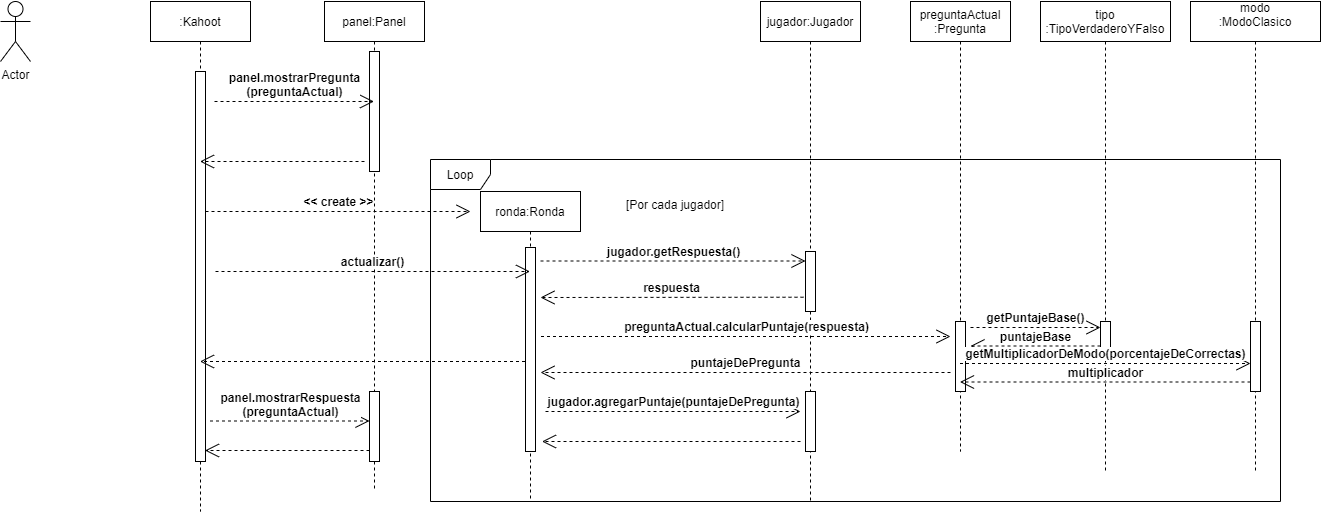 Actor
:Kahoot
panel:Panel
jugador:Jugador
preguntaActual
:Pregunta
tipo
:TipoVerdaderoYFalso
modo
:ModoClasico
panel.mostrarPregunta
(preguntaActual)
Loop
<< create >>
ronda:Ronda
[Por cada jugador]
actualizar()
jugador.getRespuesta()
respuesta
preguntaActual.calcularPuntaje(respuesta)
getPuntajeBase()
puntajeBase
getMultiplicadorDeModo(porcentajeDeCorrectas)
multiplicador
puntajeDePregunta
panel.mostrarRespuesta
(preguntaActual)
jugador.agregarPuntaje(puntajeDePregunta)